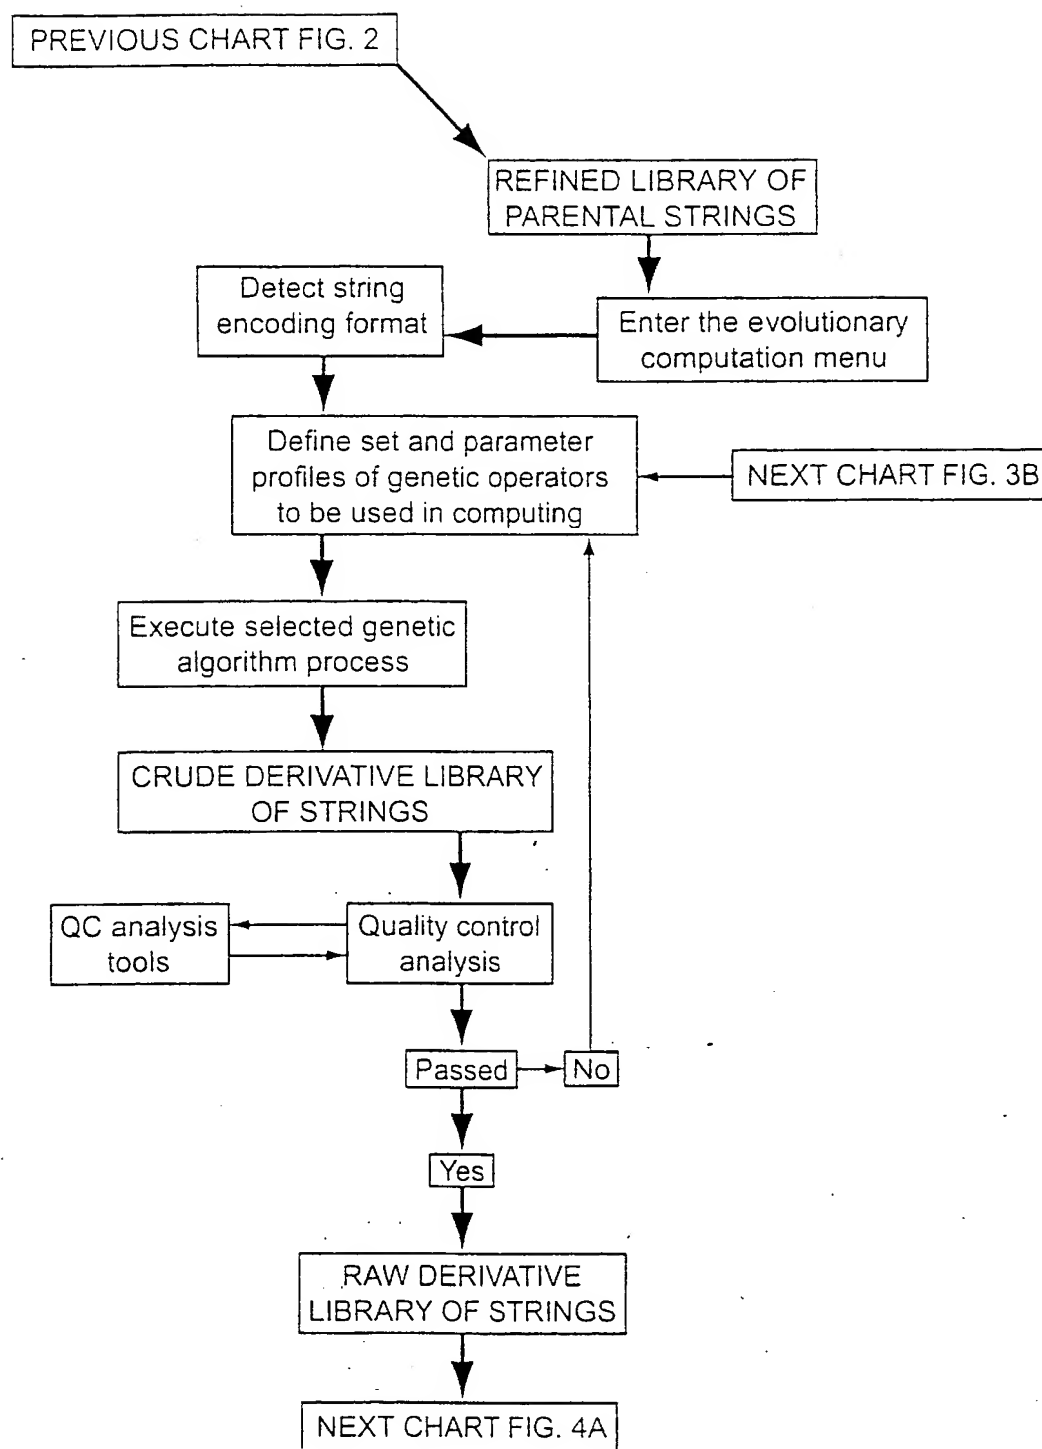 PREVIOUS CHART FIG. 2
REFINED LIBRARY OF
PARENTAL STRINGS
Detect string
encoding format
Enter the evolutionary
computation menu
Define set and parameter
profiles of genetic operators
to be used in computing
NEXT CHART FIG. 3B
Execute selected genetic
algorithm process
CRUDE DERIVATIVE LIBRARY
OF STRINGS
QC analysis
tools
Quality control
analysis
Passed
No
Yes
RAW DERIVATIVE
LIBRARY OF STRINGS
NEXT CHART FIG. 4A